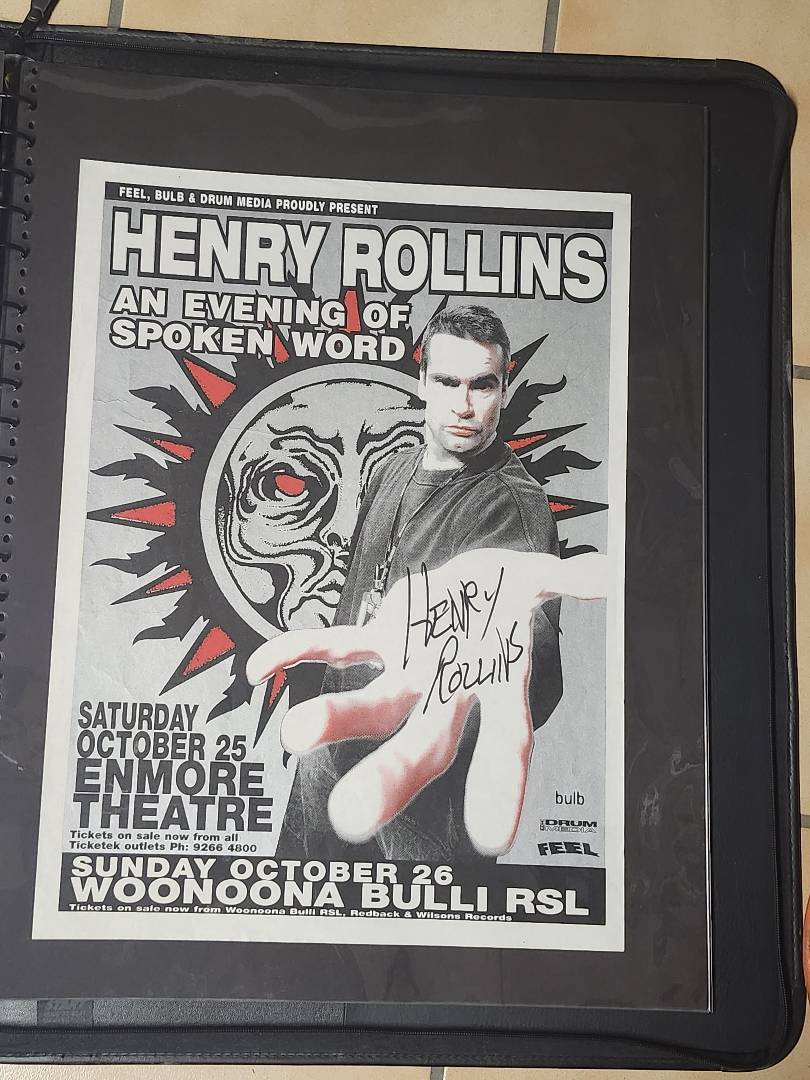 FEEL, BULB & DRUM MEDIA PROUDLY PRESENT
HENRY ROLLINS
AN EVENING OF
SPOKEN WORD
HENRY
ROLLINS
SATURDAY
OCTOBER 25
ENMORE
THEATRE
Tickets on sale now from all
Ticketek outlets Ph: 9266 4800
bulb
THE DRUM
MEDIA
FEEL
SUNDAY OCTOBER 26
WOONOONA BULLI RSL
Tickets on sale now from Woonoona Bulli RSL, Redback & Wilsons Records